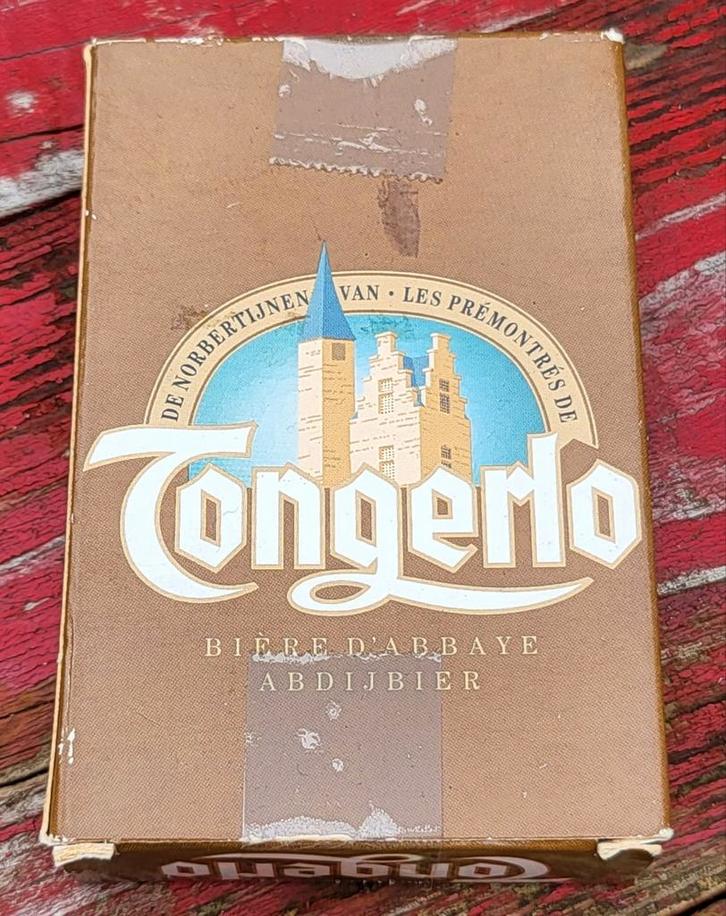 DE NORBERTIJNEN VAN · LES PRÉMONTRÉS DE
Tongerlo
BIÈRE D'ABBAYE
ABDIJBIER
Tongerlo